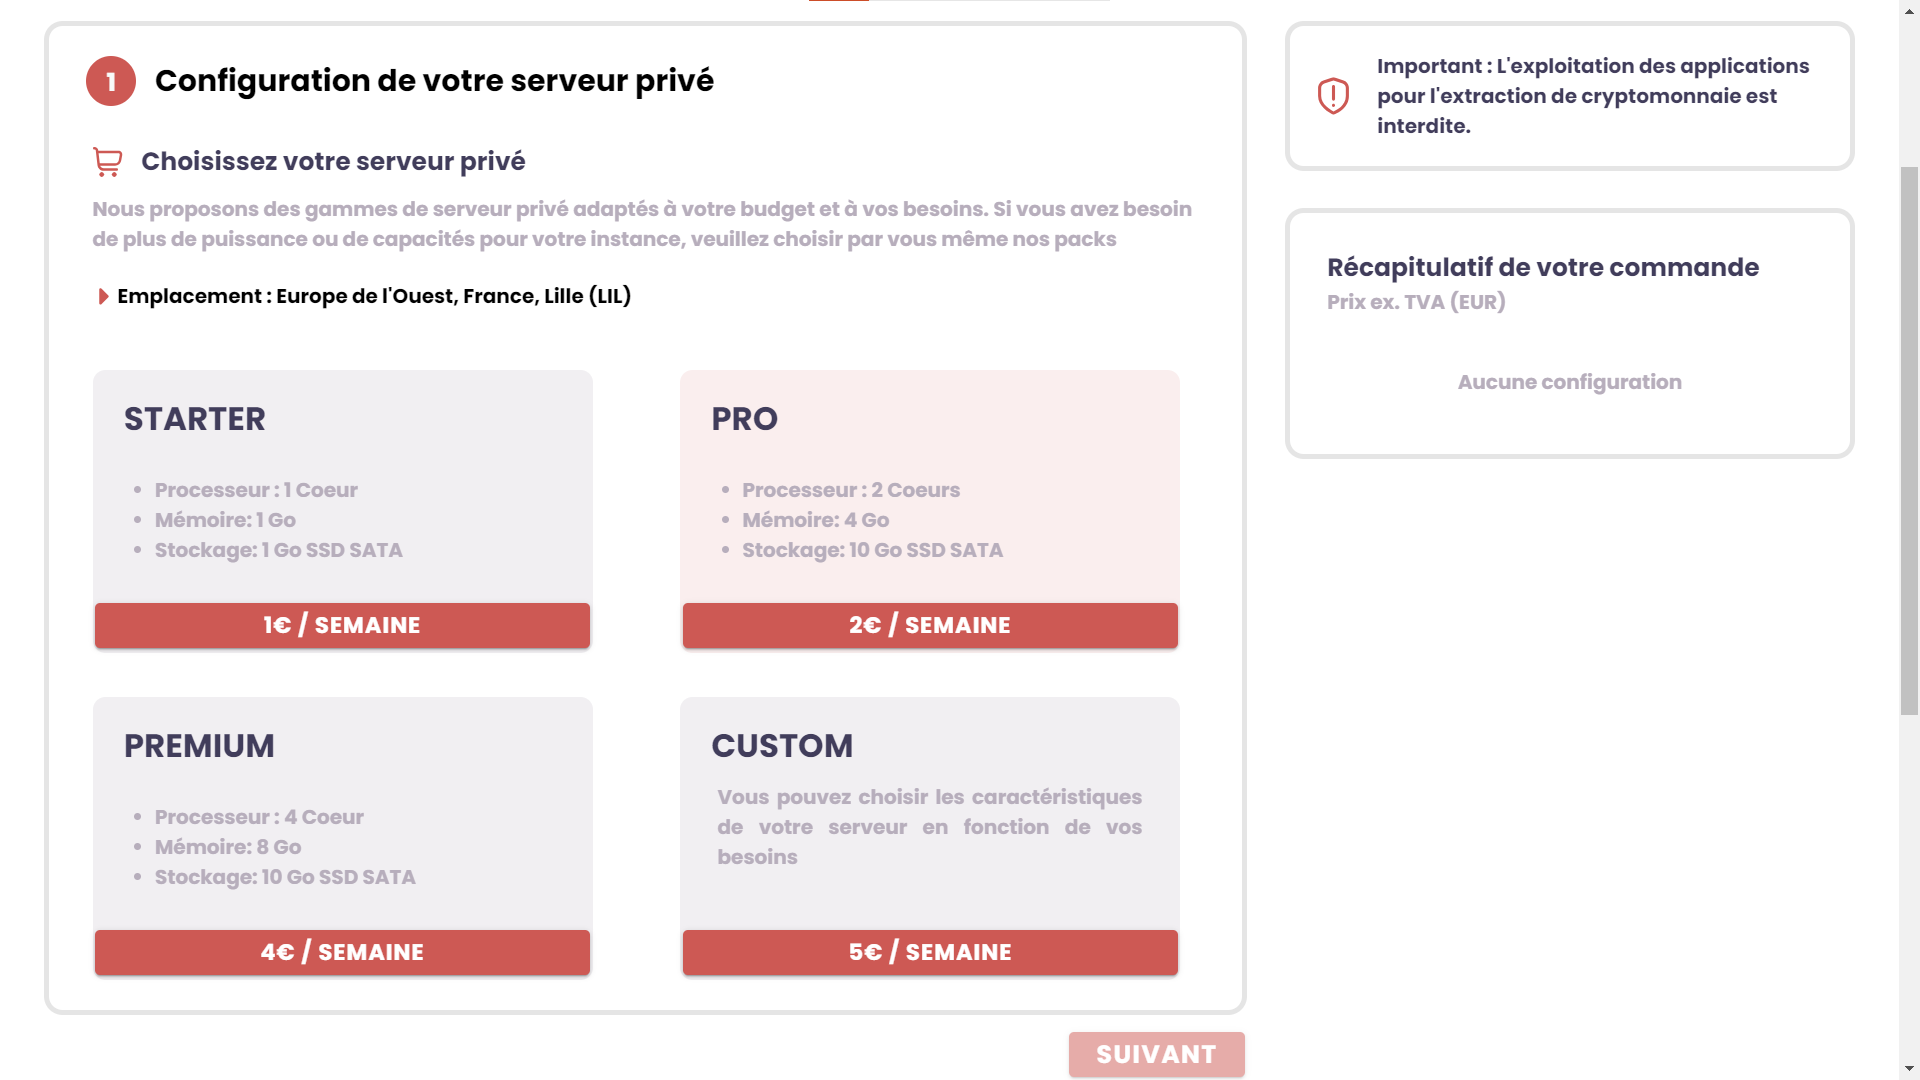 1 Configuration de votre serveur privé
Choisissez votre serveur privé
Nous proposons des gammes de serveur privé adaptés à votre budget et à vos besoins. Si vous avez besoin
de plus de puissance ou de capacités pour votre instance, veuillez choisir par vous même nos packs
Emplacement : Europe de l'Ouest, France, Lille (LIL)
STARTER
• Processeur : 1 Coeur
• Mémoire: 1 Go
• Stockage: 1 Go SSD SATA
1€ / SEMAINE
PRO
• Processeur : 2 Coeurs
• Mémoire: 4 Go
• Stockage: 10 Go SSD SATA
2€ / SEMAINE
PREMIUM
• Processeur : 4 Coeur
• Mémoire: 8 Go
• Stockage: 10 Go SSD SATA
4€ / SEMAINE
CUSTOM
Vous pouvez choisir les caractéristiques
de votre serveur en fonction de vos
besoins
5€ / SEMAINE
SUIVANT
Important : L'exploitation des applications
pour l'extraction de cryptomonnaie est
interdite.
Récapitulatif de votre commande
Prix ex. TVA (EUR)
Aucune configuration